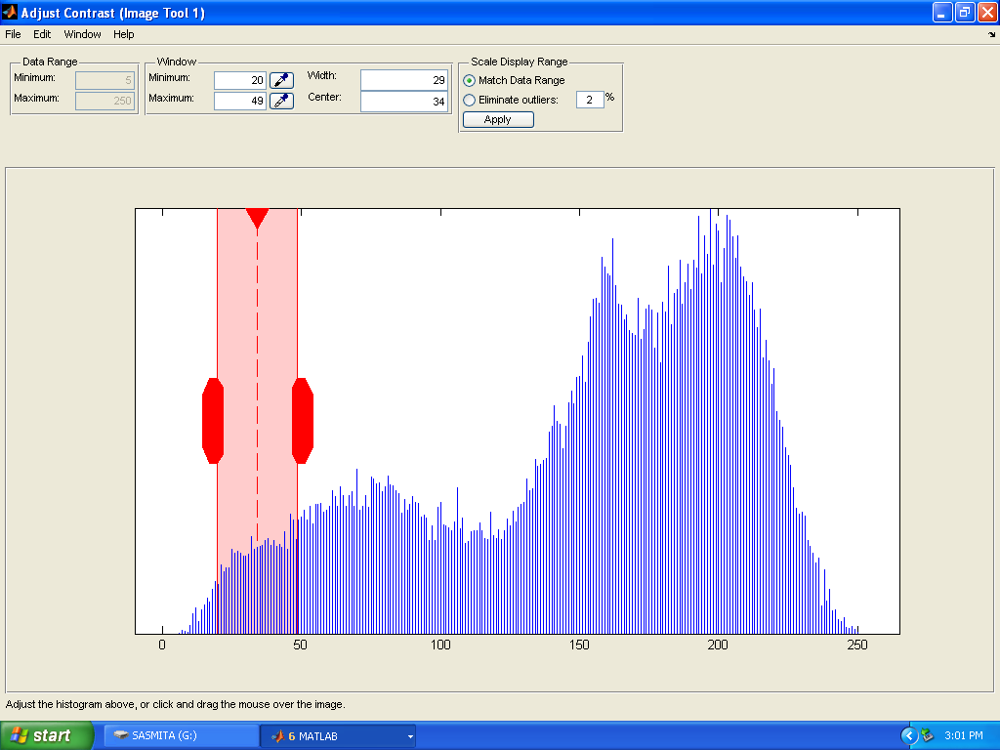 Adjust Contrast (Image Tool 1)
File Edit Window Help
Data Range
Minimum: 5
Maximum: 250
Window
Minimum: 20
Maximum: 49
Width: 29
Center: 34
Scale Display Range
Match Data Range
Eliminate outliers: 2 %
Apply
0 50 100 150 200 250
Adjust the histogram above, or click and drag the mouse over the image.
start SASMITA (G:) 6 MATLAB 3:01 PM